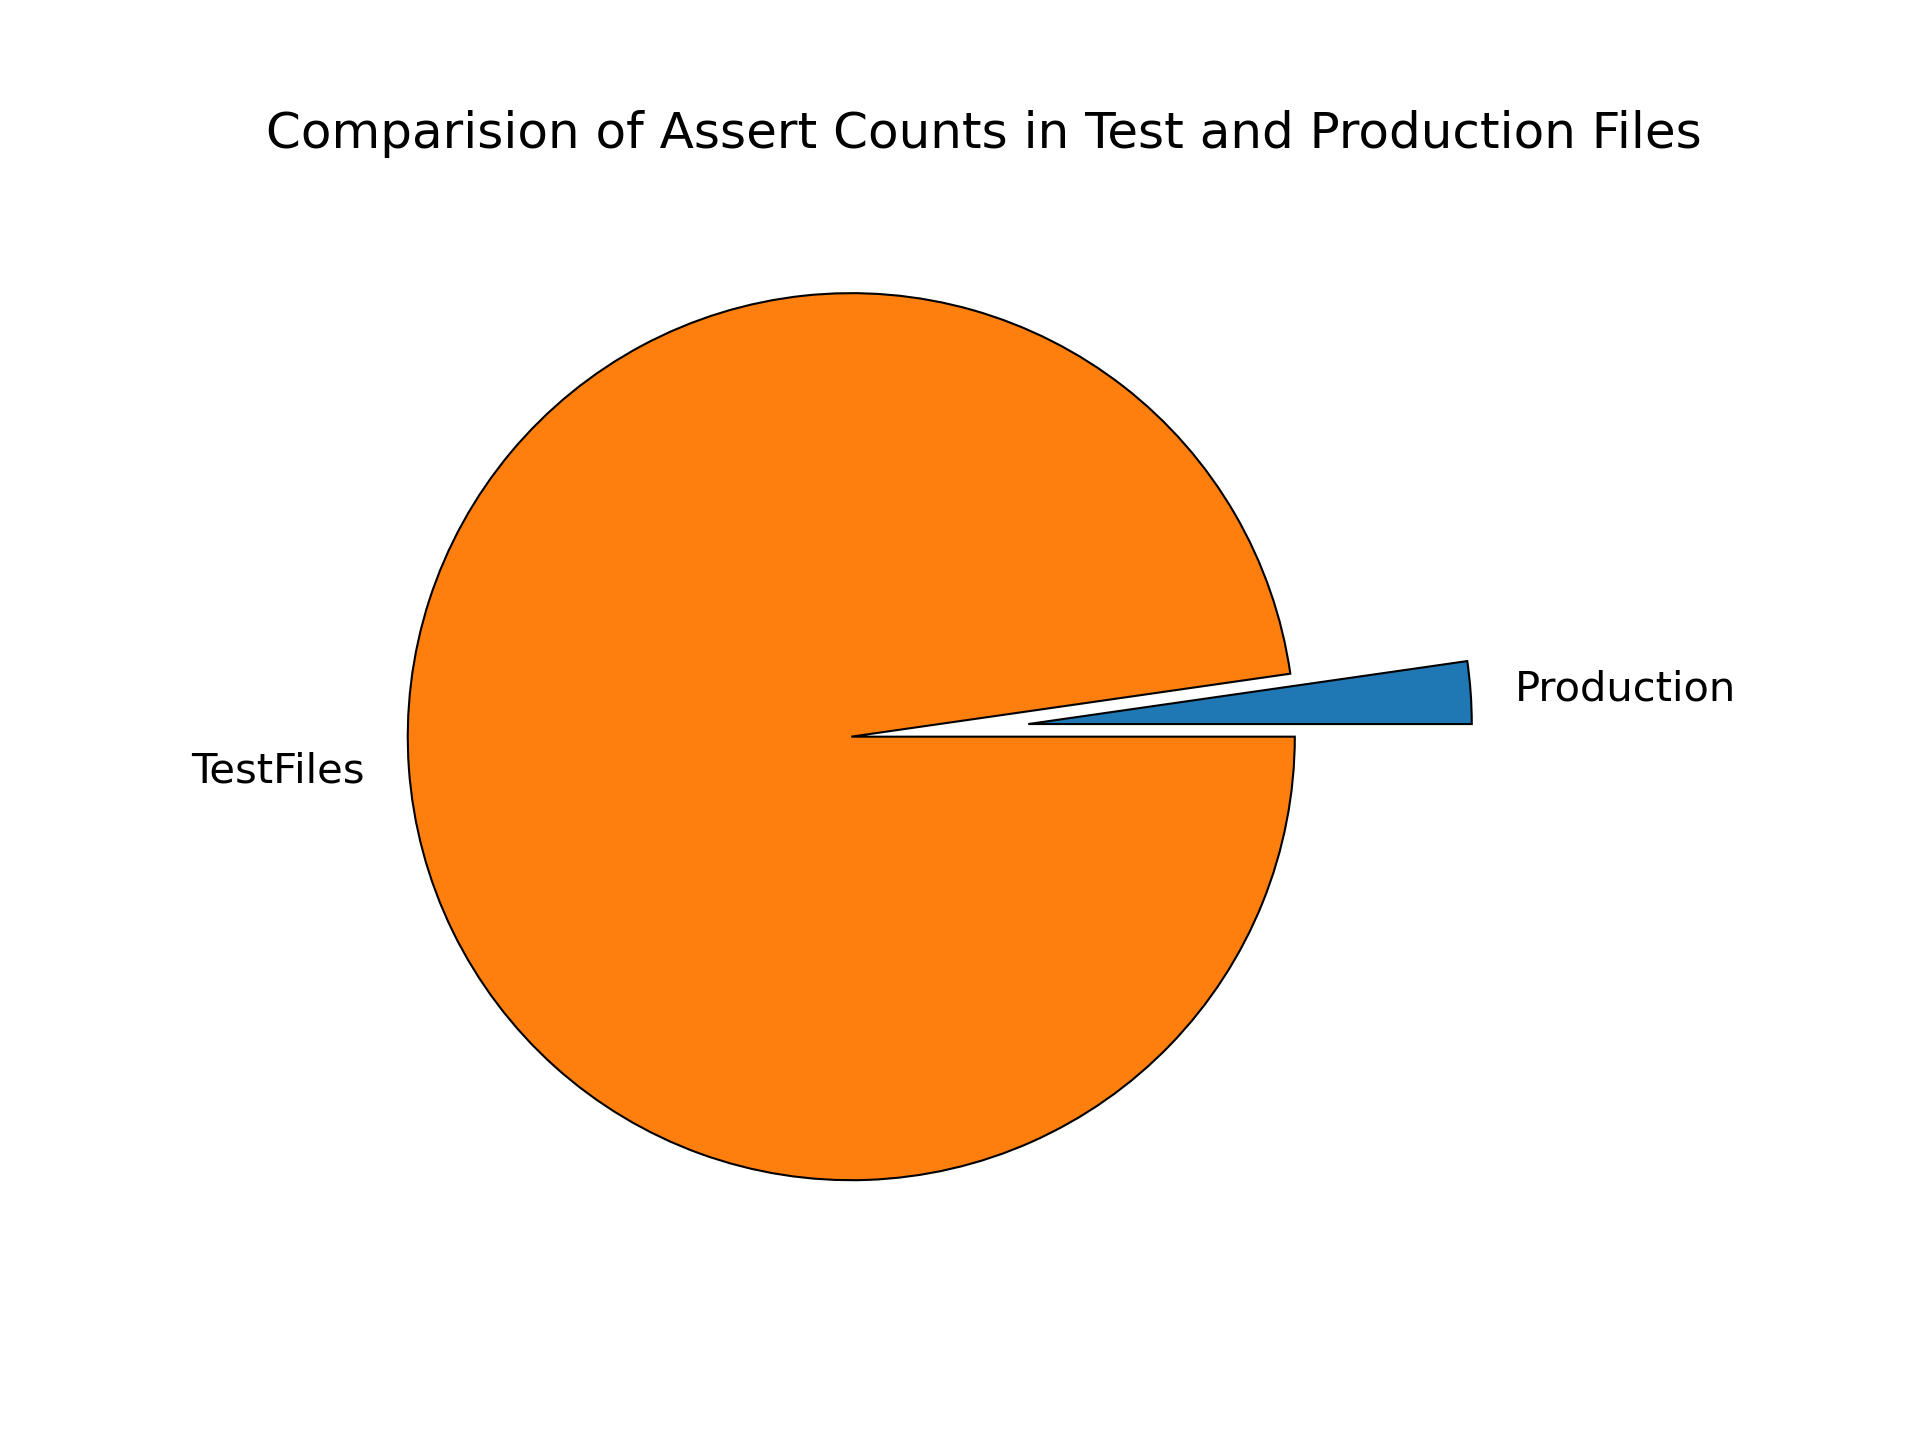 Comparision of Assert Counts in Test and Production Files
Production
TestFiles